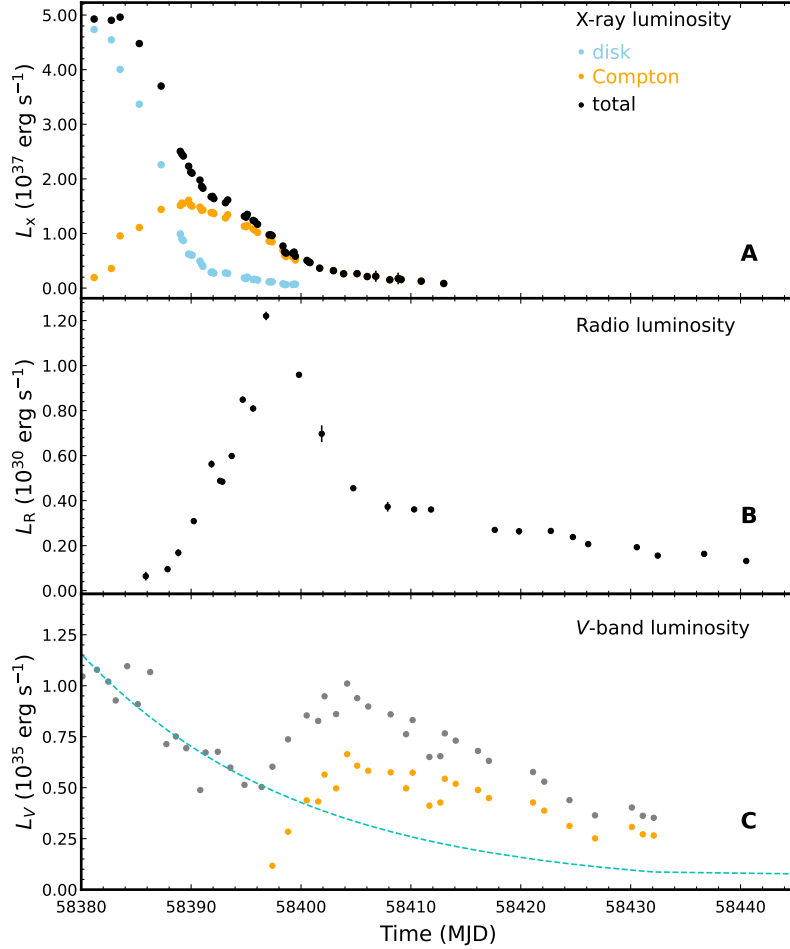 X-ray luminosity
disk
Compton
total
A
5.00
4.00
3.00
2.00
1.00
0.00
Lx (10^37 erg s^−1)
Radio luminosity
B
1.20
1.00
0.80
0.60
0.40
0.20
0.00
LR (10^30 erg s^−1)
V-band luminosity
C
1.25
1.00
0.75
0.50
0.25
0.00
LV (10^35 erg s^−1)
58380 58390 58400 58410 58420 58430 58440
Time (MJD)